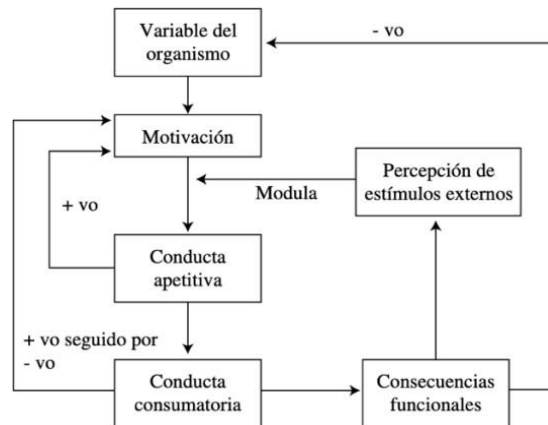 Variable del
organismo
- vo
Motivación
Percepción de
estímulos externos
Modula
+ vo
Conducta
apetitiva
+ vo seguido por
- vo
Conducta
consumatoria
Consecuencias
funcionales